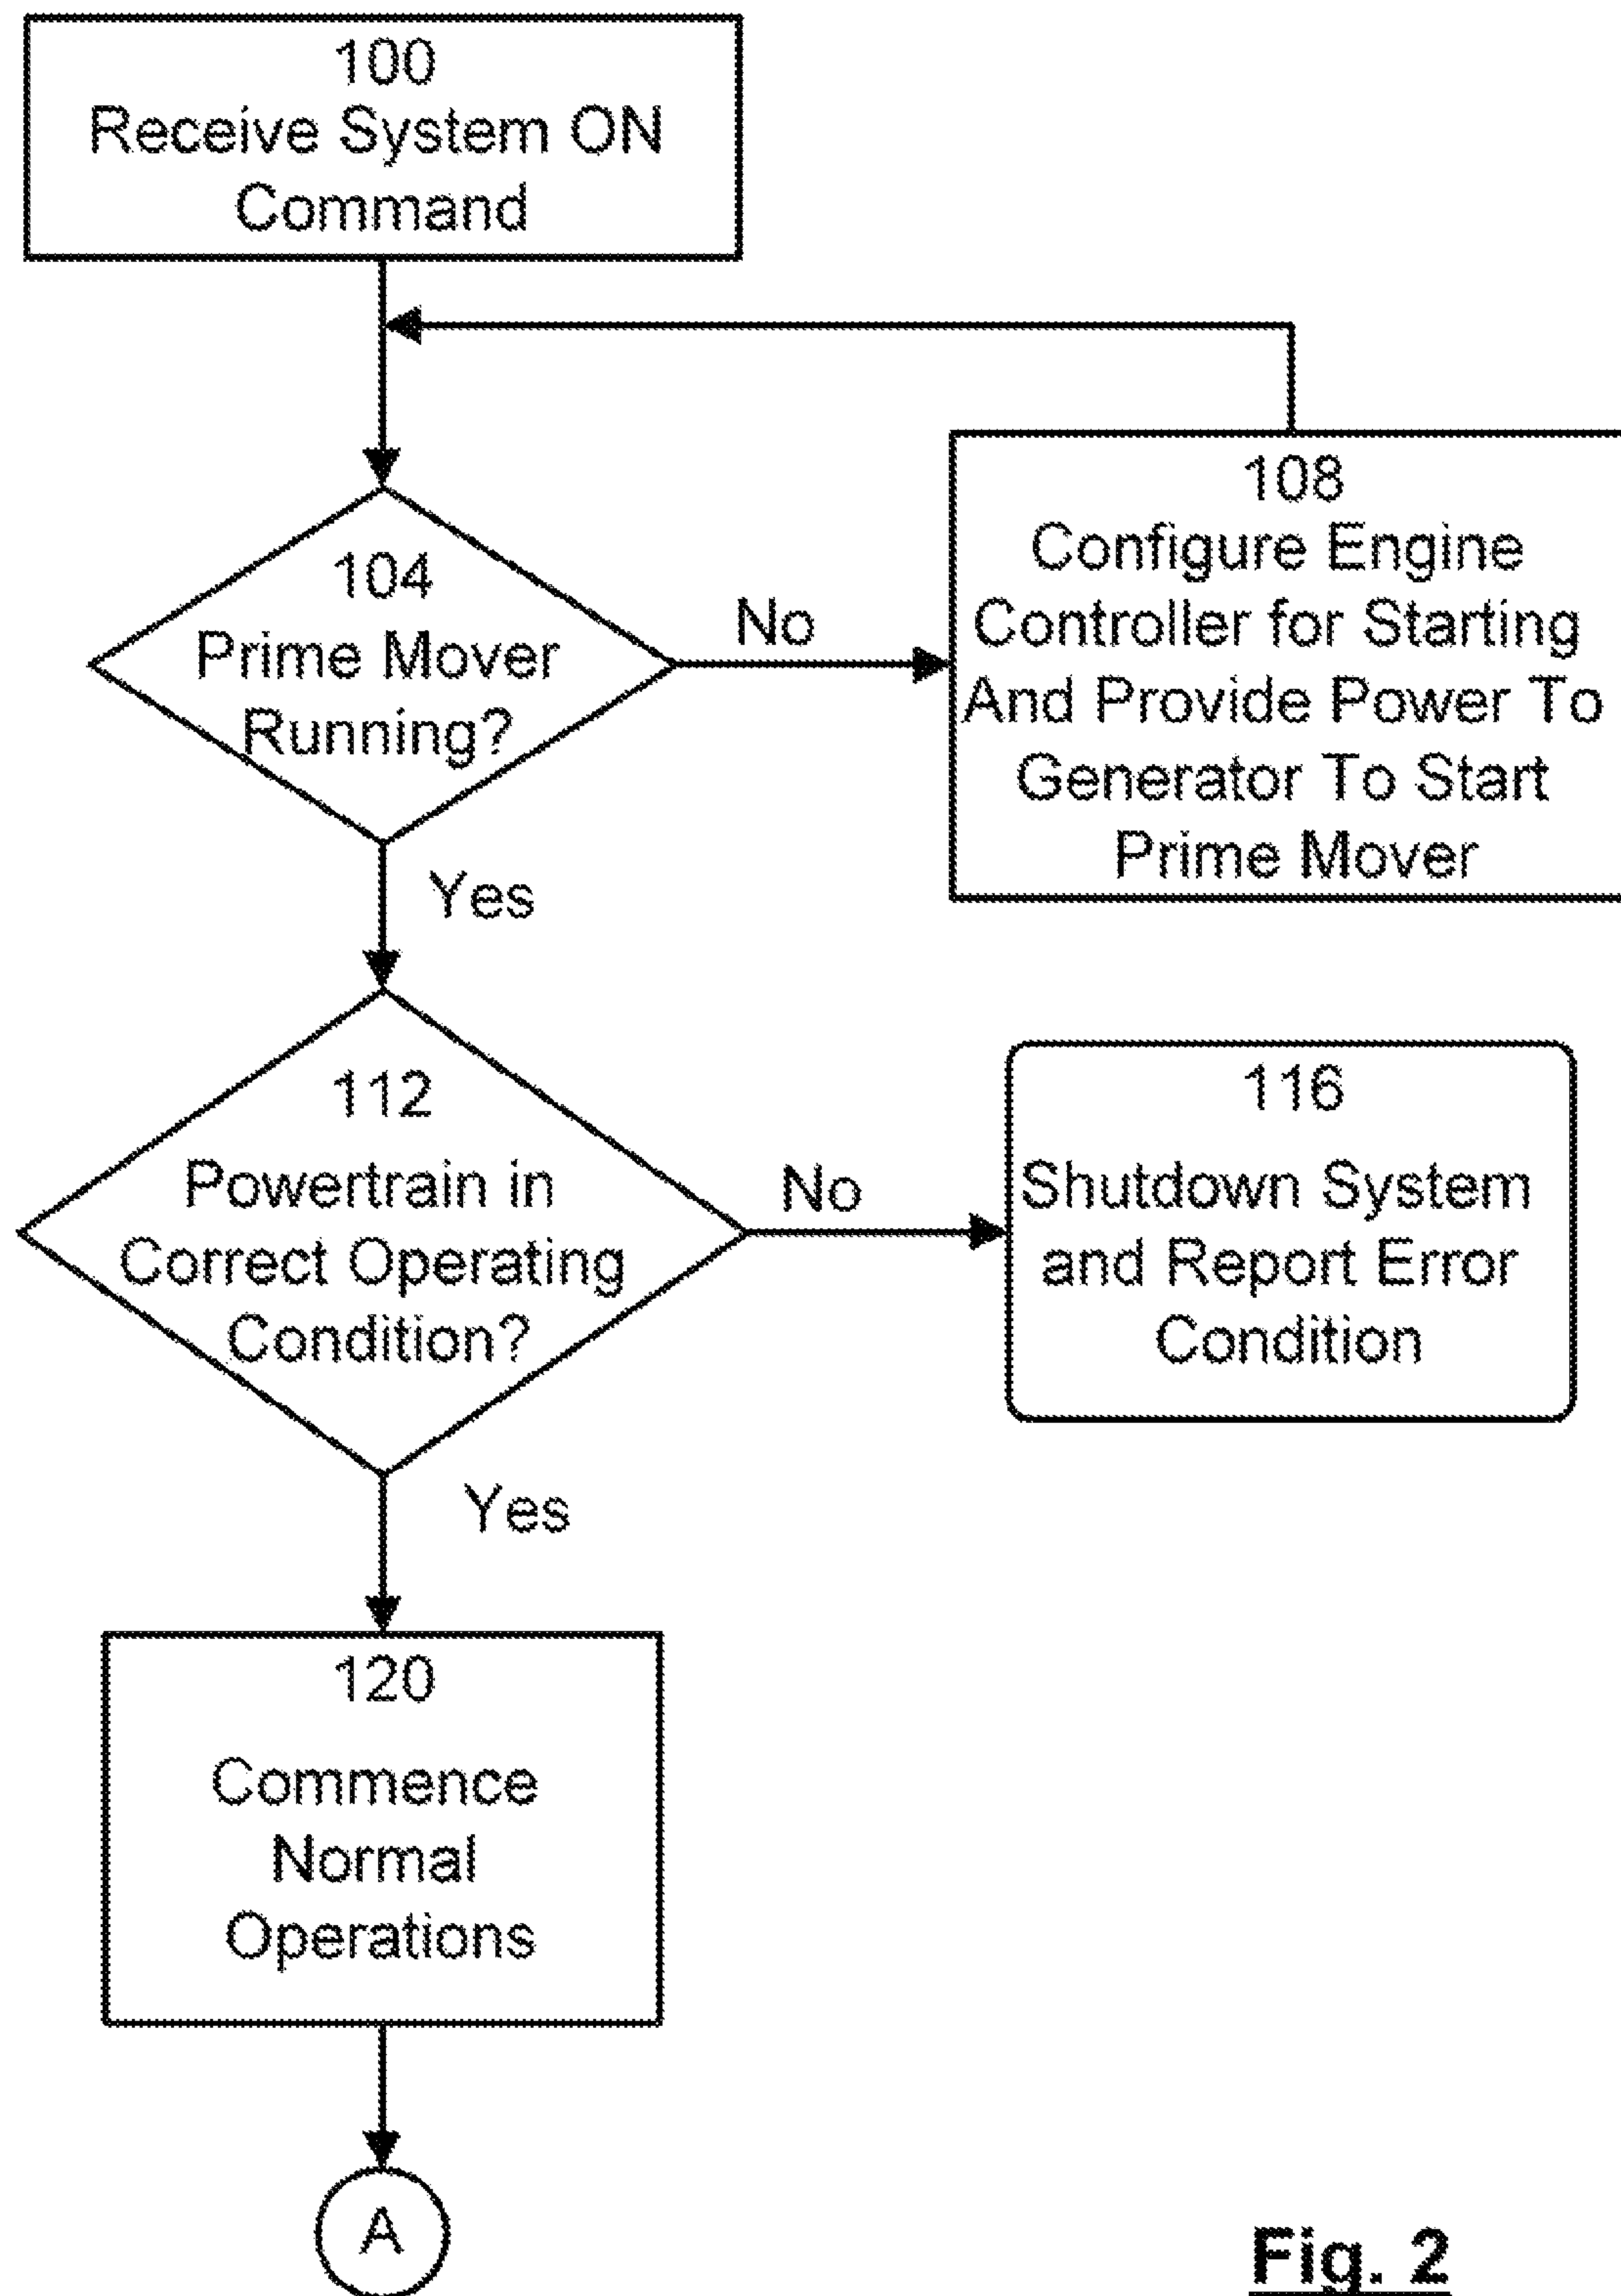 100
Receive System ON
Command
104
Prime Mover
Running?
No
108
Configure Engine
Controller for Starting
And Provide Power To
Generator To Start
Prime Mover
Yes
112
Powertrain in
Correct Operating
Condition?
No
116
Shutdown System
and Report Error
Condition
Yes
120
Commence
Normal
Operations
A
Fig. 2